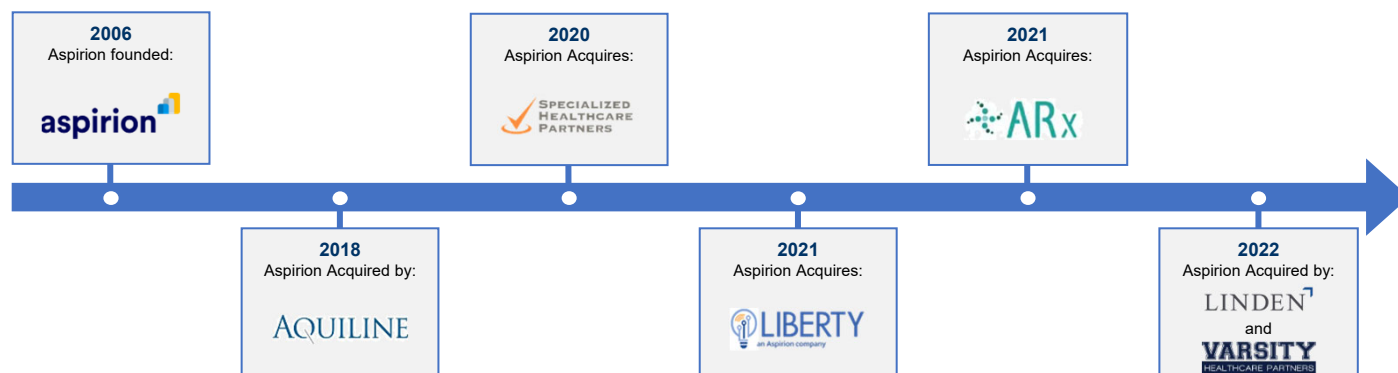 2006
Aspirion founded:
aspirion
2018
Aspirion Acquired by:
AQUILINE
2020
Aspirion Acquires:
SPECIALIZED
HEALTHCARE
PARTNERS
2021
Aspirion Acquires:
LIBERTY
an Aspirion company
2021
Aspirion Acquires:
ARx
2022
Aspirion Acquired by:
LINDEN
and
VARSITY
HEALTHCARE PARTNERS